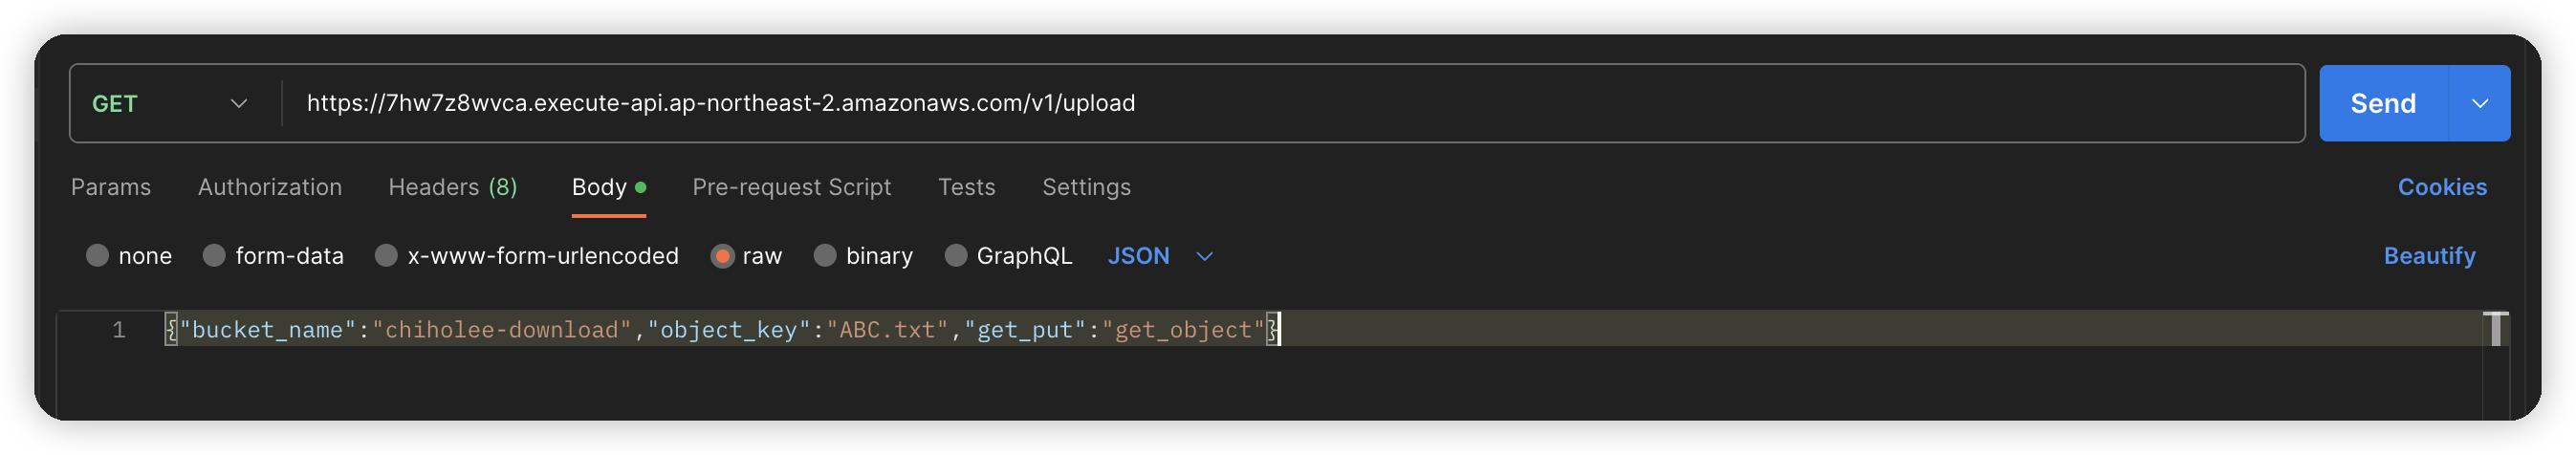 GET https://7hw7z8wvca.execute-api.ap-northeast-2.amazonaws.com/v1/upload Send
Params Authorization Headers (8) Body Pre-request Script Tests Settings Cookies
none form-data x-www-form-urlencoded raw binary GraphQL JSON Beautify
1 {"bucket_name":"chiholee-download","object_key":"ABC.txt","get_put":"get_object"}